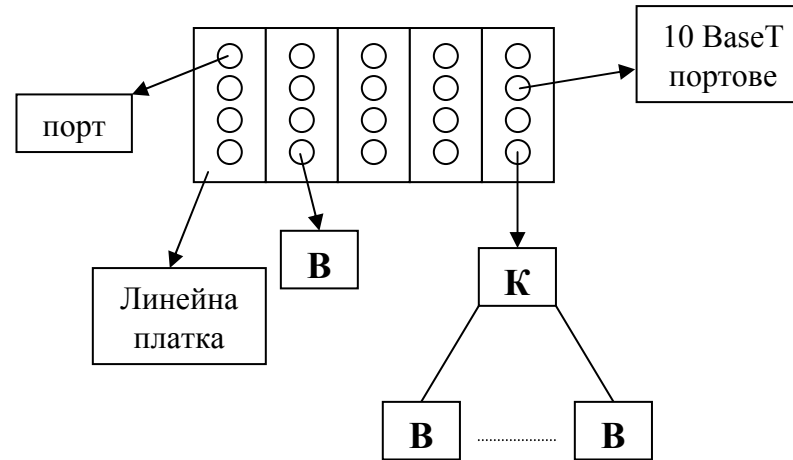 10 BaseT
портове
порт
В
Линейна
платка
К
В
В